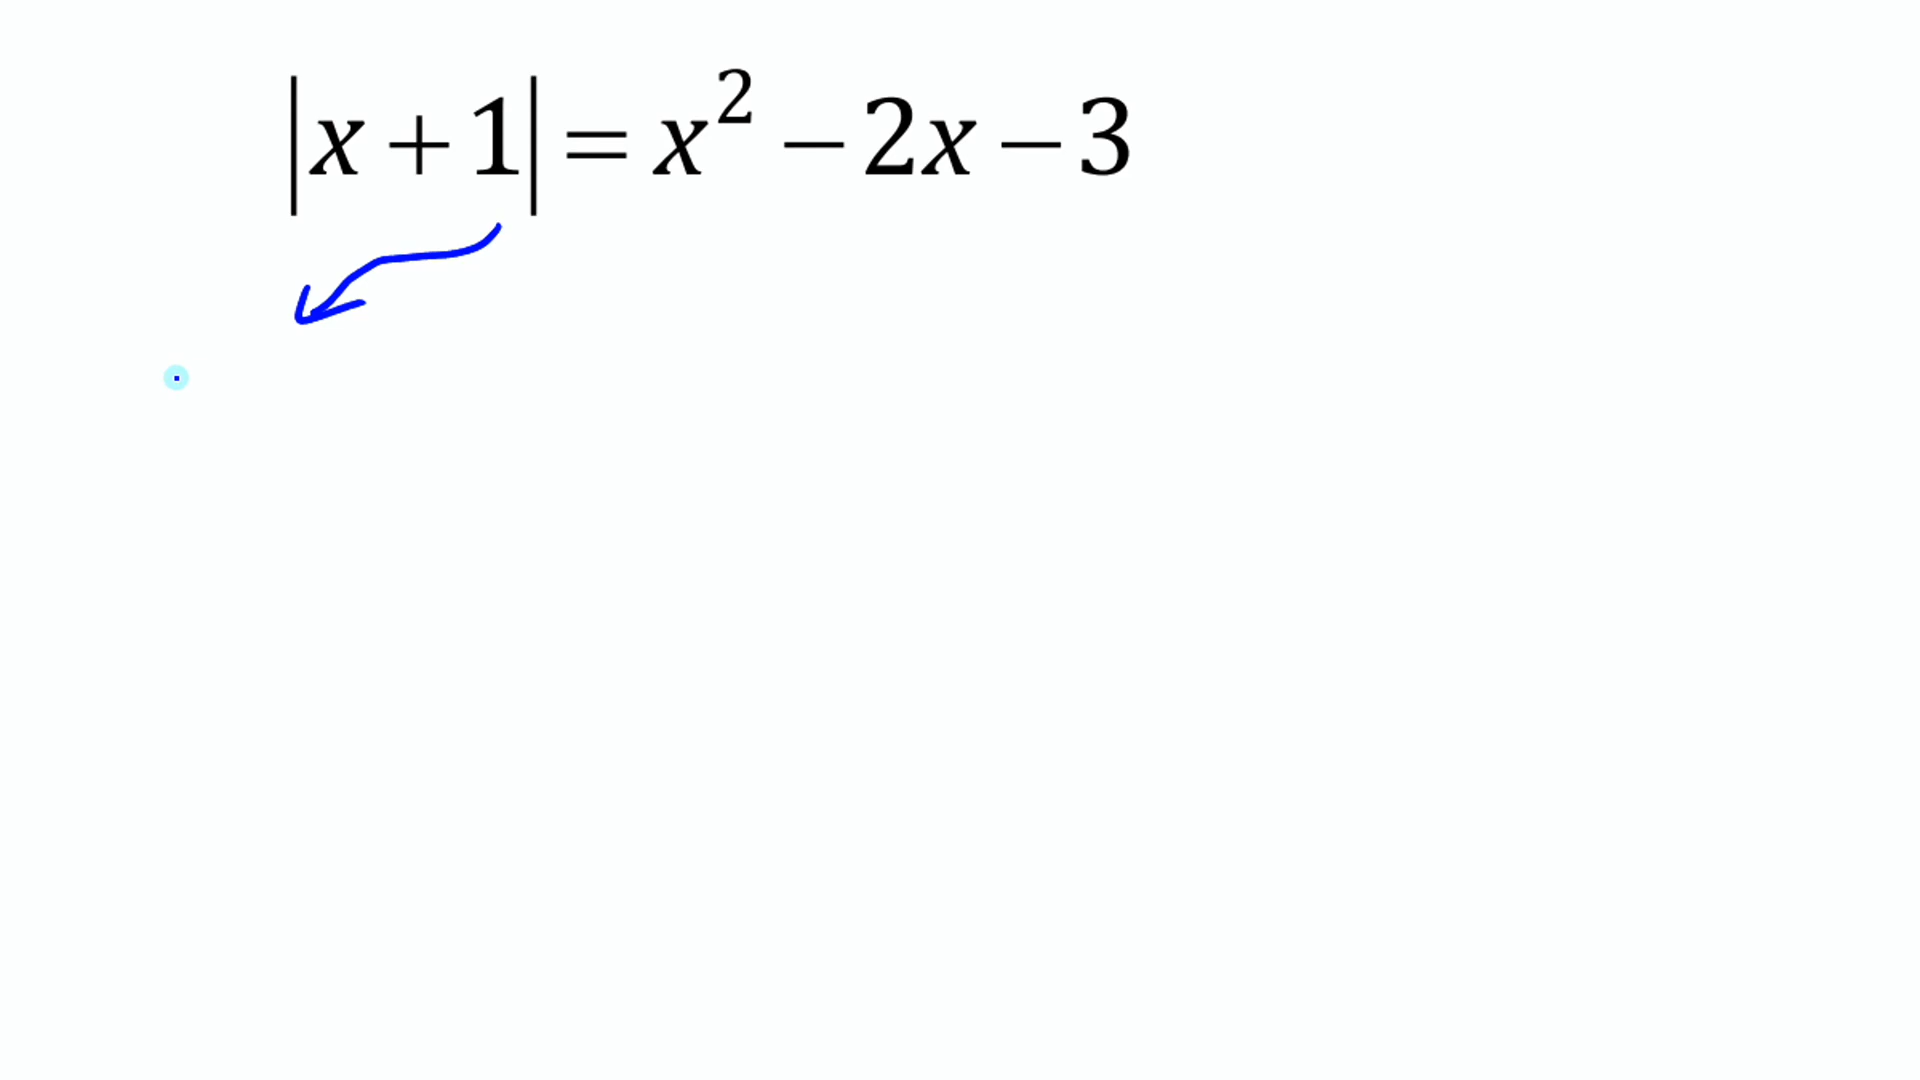 |x + 1| = x² − 2x − 3